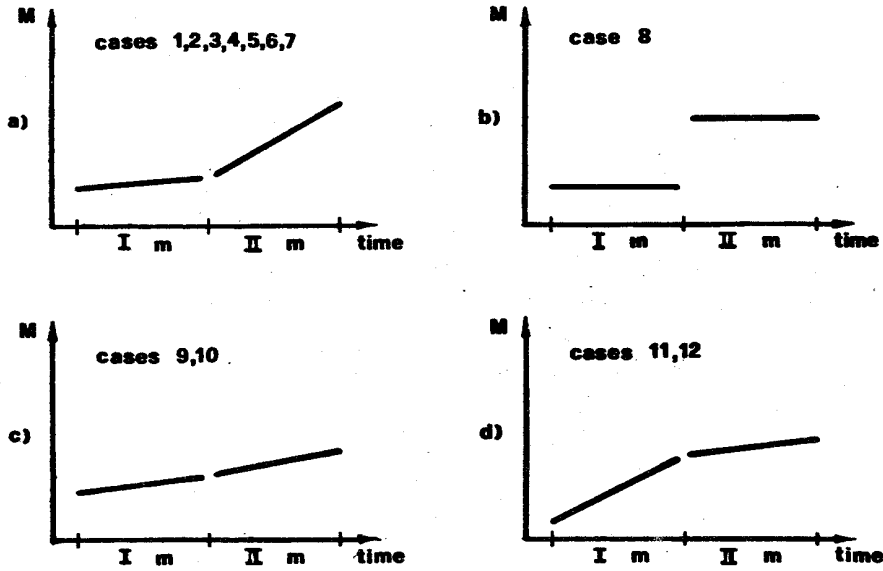 M
cases 1,2,3,4,5,6,7
a)
I m II m time
M
case 8
b)
I m II m time
M
cases 9,10
c)
I m II m time
M
cases 11,12
d)
I m II m time